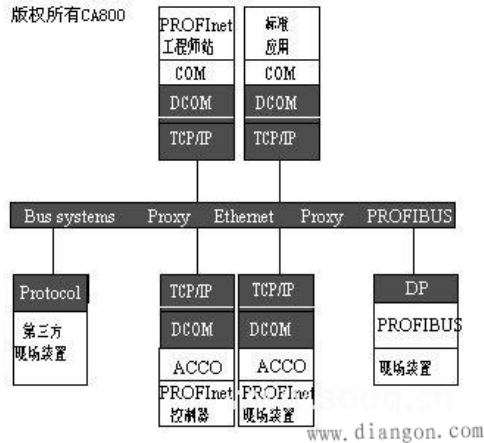 版权所有CA800
PROFInet
工程师站
COM
DCOM
TCP/IP
标准
应用
COM
DCOM
TCP/IP
Bus systems Proxy Ethernet Proxy PROFIBUS
Protocol
第三方
现场装置
TCP/IP
DCOM
ACCO
PROFInet
控制器
TCP/IP
DCOM
ACCO
PROFInet
现场装置
DP
PROFIBUS
现场装置
www.diangon.com